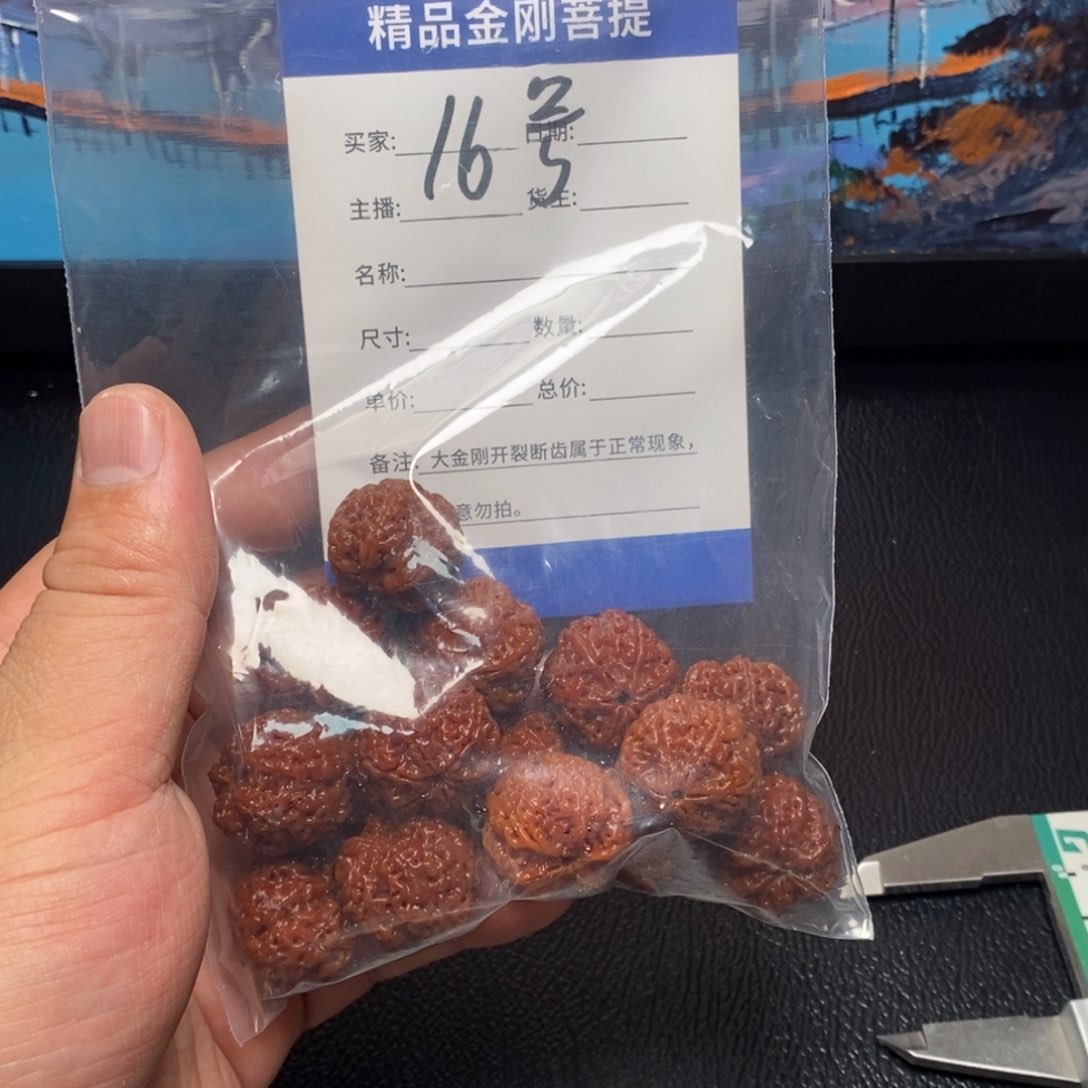 精品金刚菩提
16号
买家: 日期:
主播: 货主:
名称:
尺寸: 数量:
单价: 总价:
备注: 大金刚开裂断齿属于正常现象，
意勿拍。